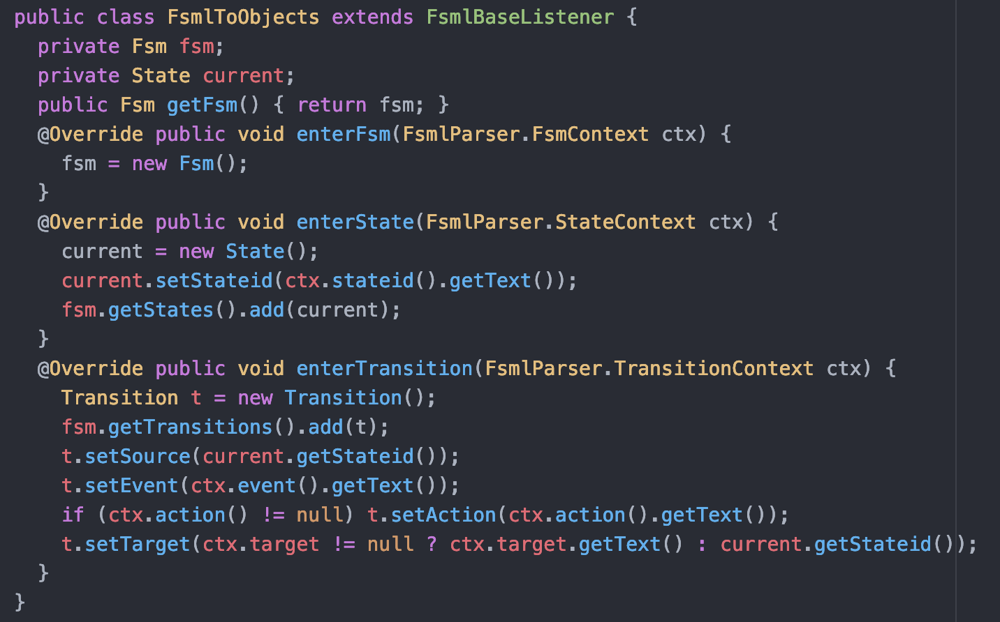 public class FsmlToObjects extends FsmlBaseListener {
  private Fsm fsm;
  private State current;
  public Fsm getFsm() { return fsm; }
  @Override public void enterFsm(FsmlParser.FsmContext ctx) {
    fsm = new Fsm();
  }
  @Override public void enterState(FsmlParser.StateContext ctx) {
    current = new State();
    current.setStateid(ctx.stateid().getText());
    fsm.getStates().add(current);
  }
  @Override public void enterTransition(FsmlParser.TransitionContext ctx) {
    Transition t = new Transition();
    fsm.getTransitions().add(t);
    t.setSource(current.getStateid());
    t.setEvent(ctx.event().getText());
    if (ctx.action() != null) t.setAction(ctx.action().getText());
    t.setTarget(ctx.target != null ? ctx.target.getText() : current.getStateid());
  }
}